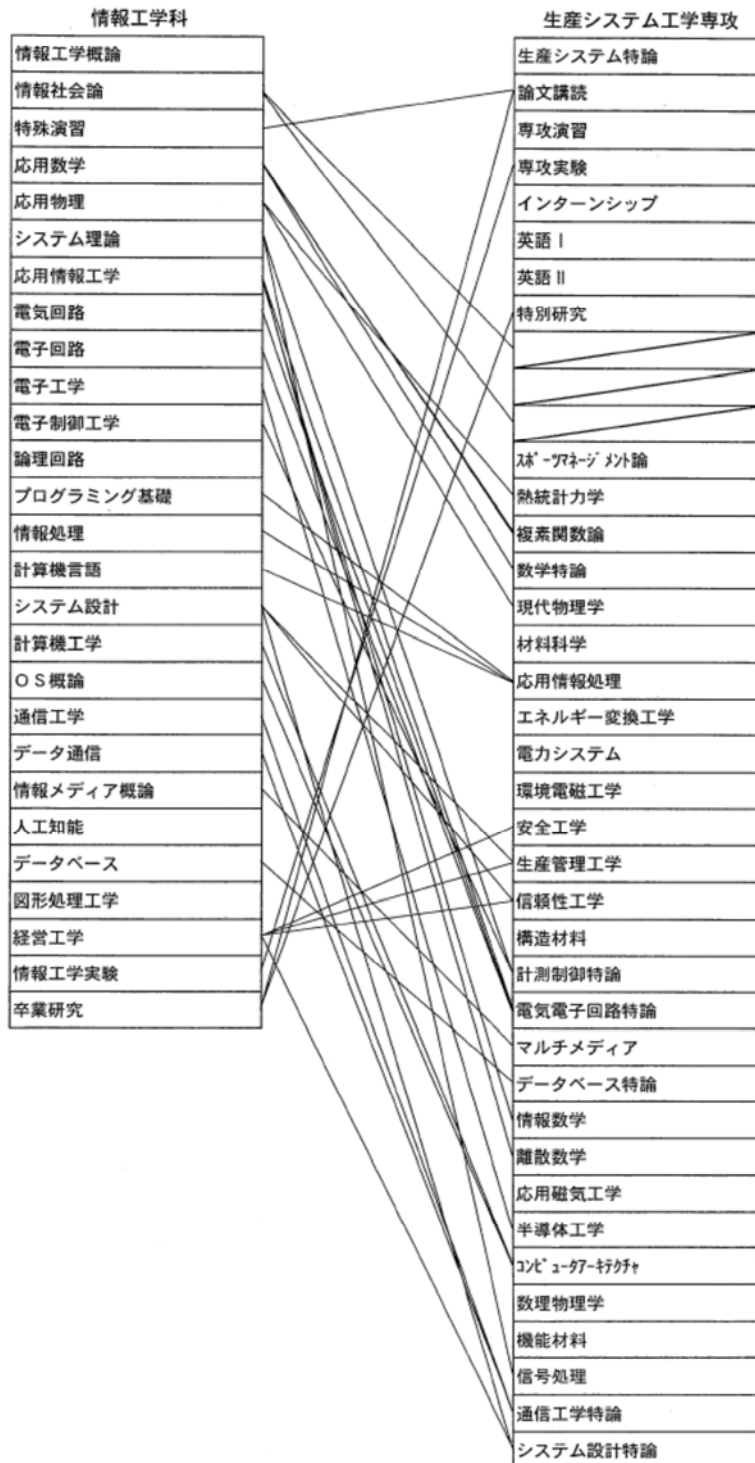 情報工学科
情報工学概論
情報社会論
特殊演習
応用数学
応用物理
システム理論
応用情報工学
電気回路
電子回路
電子工学
電子制御工学
論理回路
プログラミング基礎
情報処理
計算機言語
システム設計
計算機工学
OS概論
通信工学
データ通信
情報メディア概論
人工知能
データベース
図形処理工学
経営工学
情報工学実験
卒業研究
生産システム工学専攻
生産システム特論
論文講読
専攻演習
専攻実験
インターンシップ
英語Ⅰ
英語Ⅱ
特別研究
スポーツマネージメント論
熱統計力学
複素関数論
数学特論
現代物理学
材料科学
応用情報処理
エネルギー変換工学
電力システム
環境電磁工学
安全工学
生産管理工学
信頼性工学
構造材料
計測制御特論
電気電子回路特論
マルチメディア
データベース特論
情報数学
離散数学
応用磁気工学
半導体工学
コンピュータアーキテクチャ
数理物理学
機能材料
信号処理
通信工学特論
システム設計特論